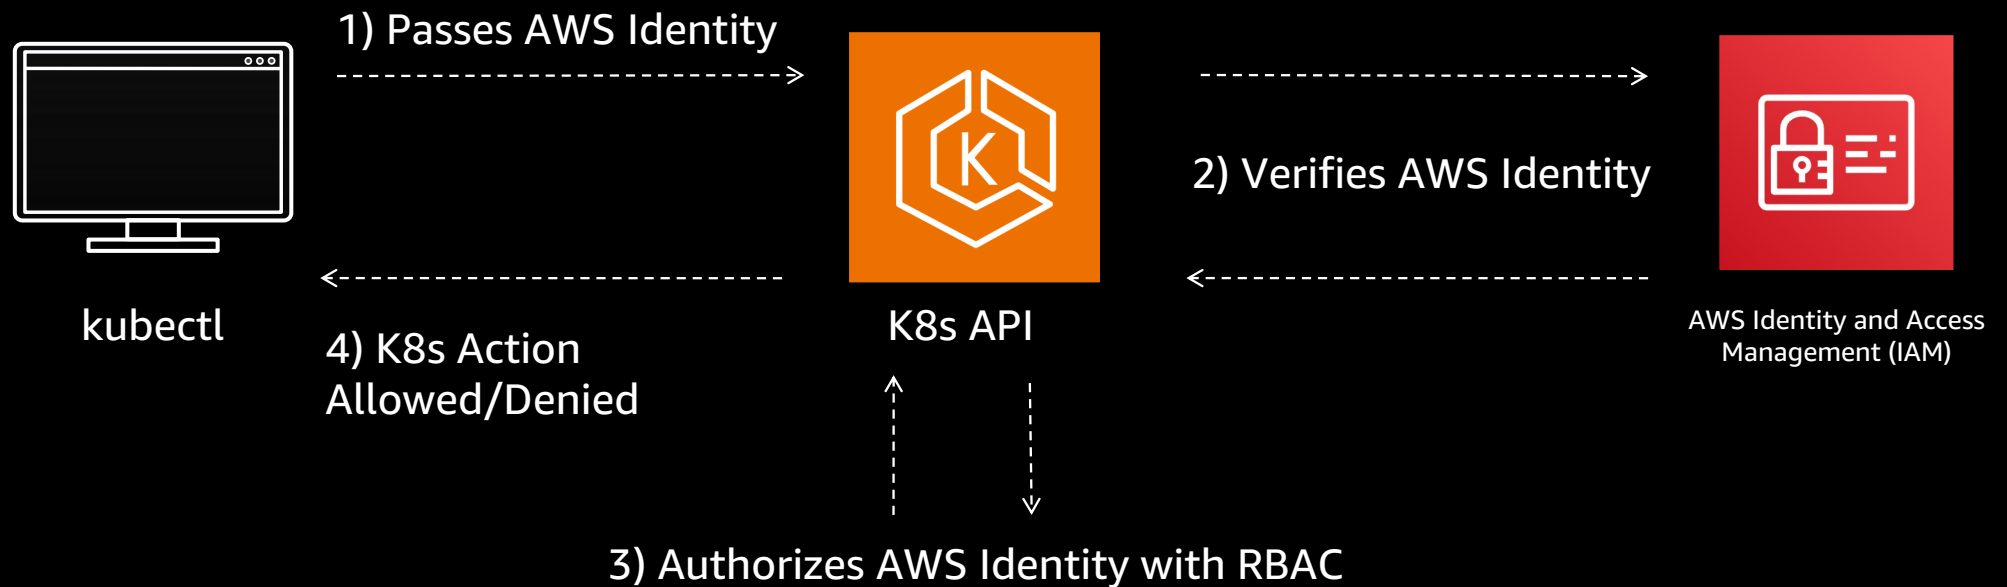 1) Passes AWS Identity
K
2) Verifies AWS Identity
kubectl
K8s API
AWS Identity and Access
Management (IAM)
4) K8s Action
Allowed/Denied
3) Authorizes AWS Identity with RBAC